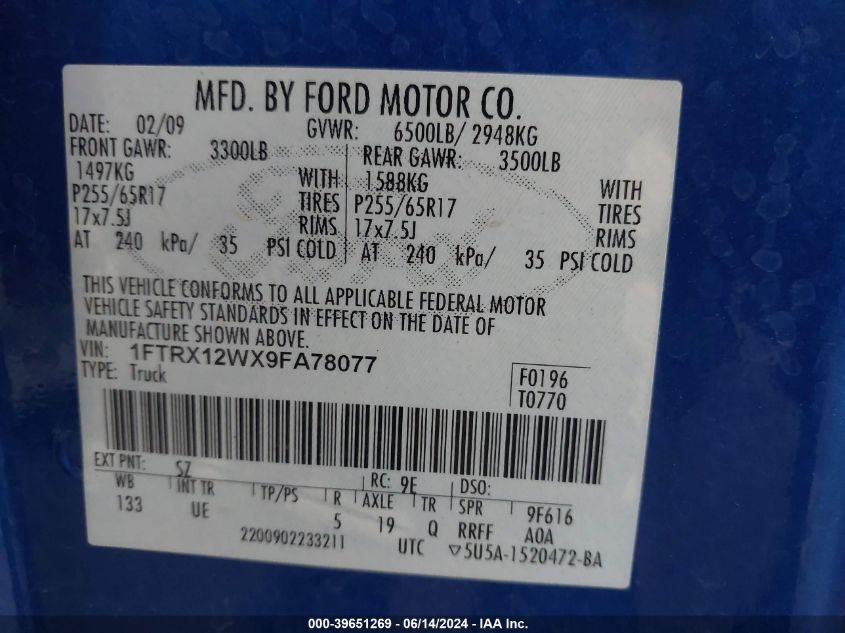 MFD. BY FORD MOTOR CO.
DATE: 02/09 GVWR: 6500LB/ 2948KG
FRONT GAWR: 3300LB REAR GAWR: 3500LB
1497KG WITH 1588KG WITH
P255/65R17 TIRES P255/65R17 TIRES
17x7.5J RIMS 17x7.5J RIMS
AT 240 kPa/ 35 PSI COLD AT 240 kPa/ 35 PSI COLD
THIS VEHICLE CONFORMS TO ALL APPLICABLE FEDERAL MOTOR
VEHICLE SAFETY STANDARDS IN EFFECT ON THE DATE OF
MANUFACTURE SHOWN ABOVE.
VIN: 1FTRX12WX9FA78077
TYPE: Truck
F0196
T0770
EXT PNT: SZ RC: 9E DSO:
WB INT TR TP/PS R AXLE TR SPR 9F616
133 UE 5 19 Q RRFF A0A
2200902233211 UTC ▽5U5A-1520472-BA
000-39651269 - 06/14/2024 - IAA Inc.